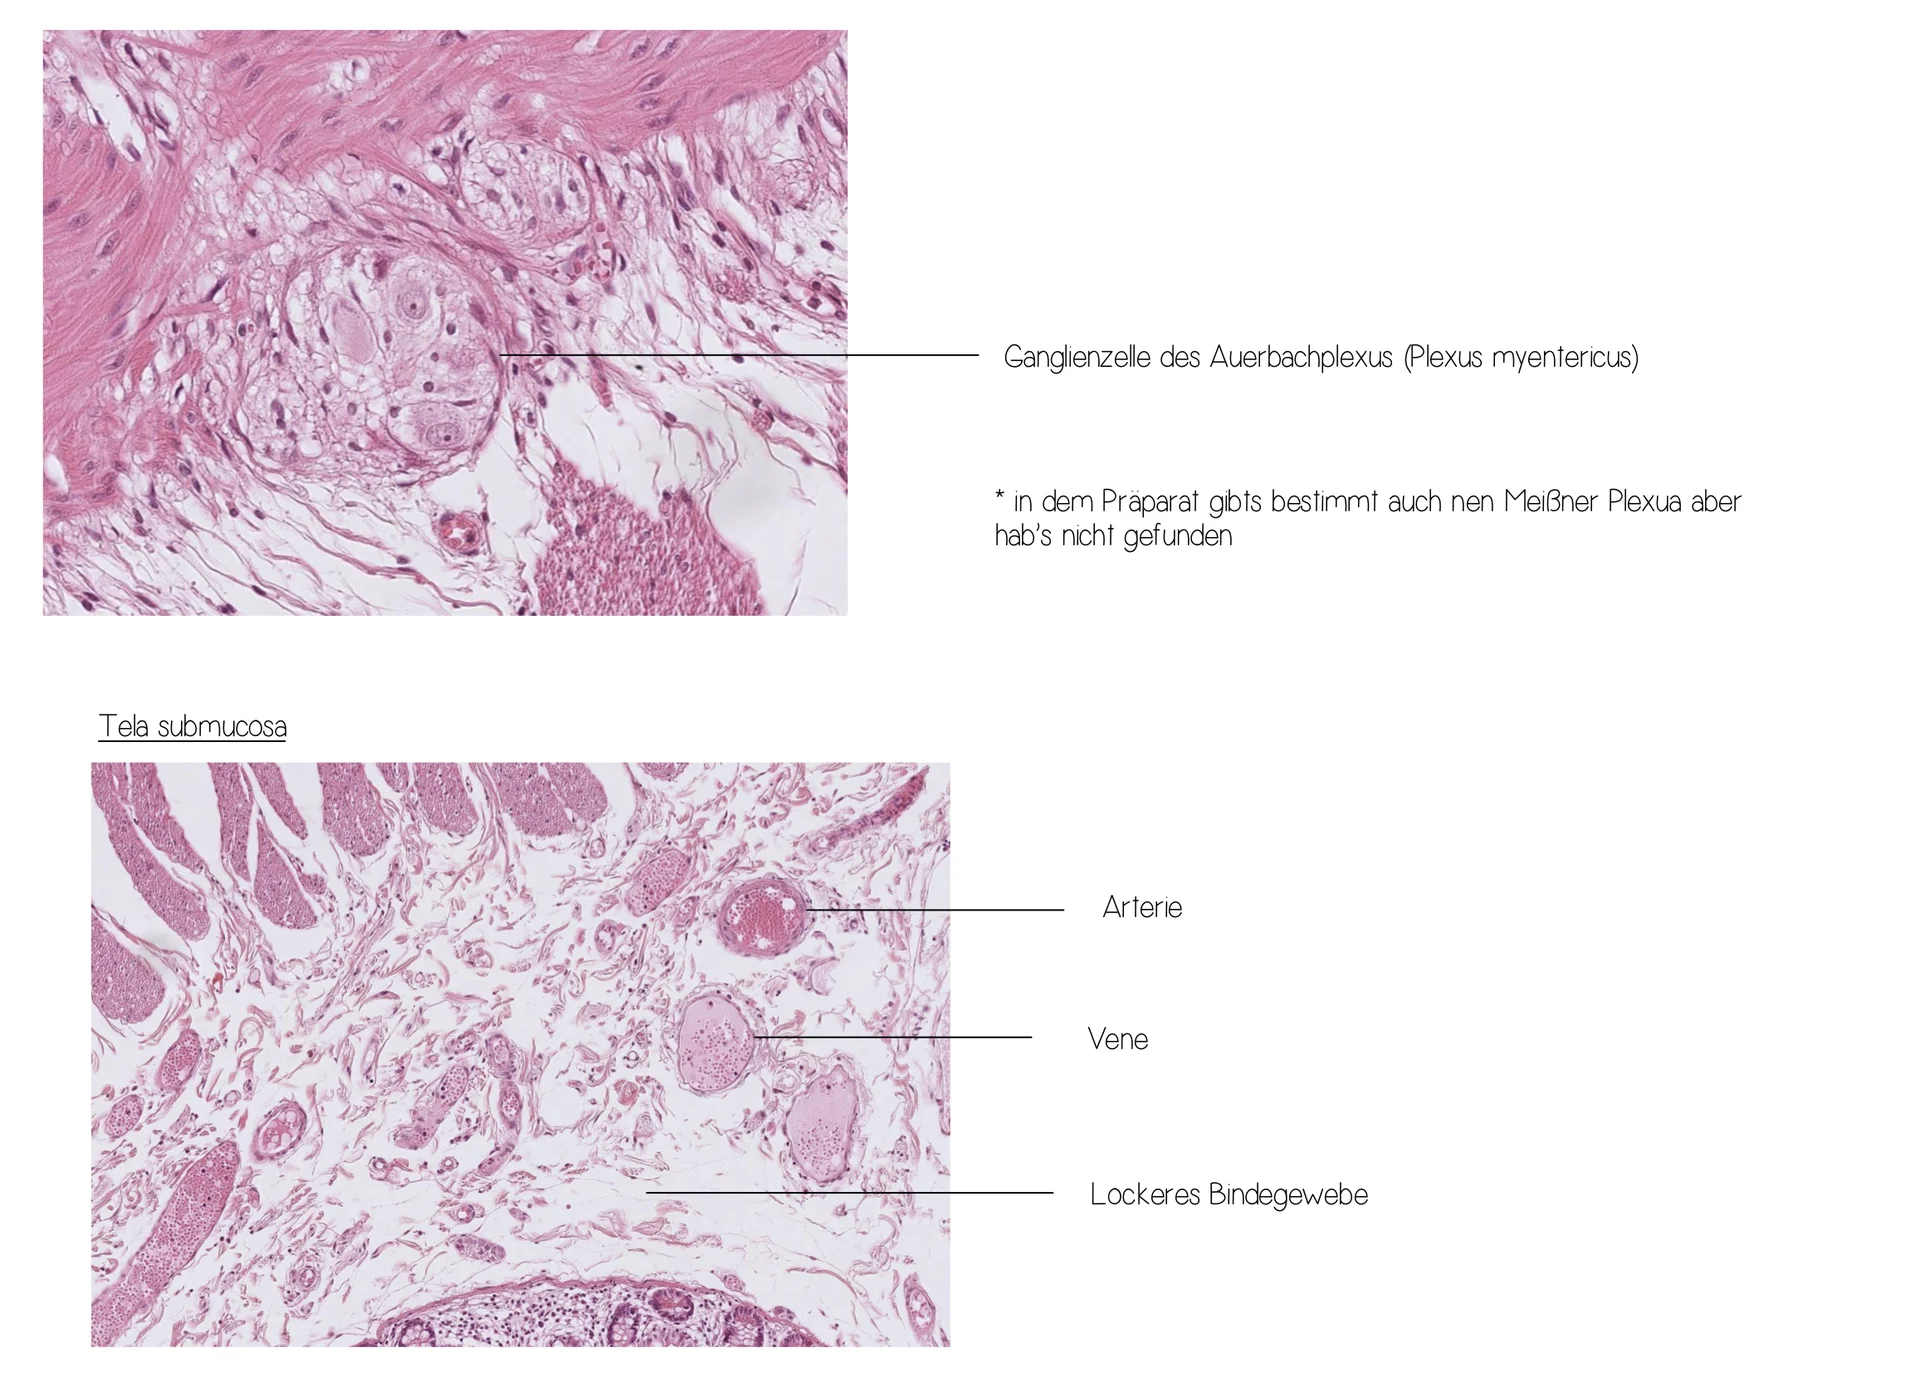 Ganglienzelle des Auerbachplexus (Plexus myentericus)
* in dem Präparat gibts bestimmt auch nen Meißner Plexua aber
hab's nicht gefunden
Tela submucosa
Arterie
Vene
Lockeres Bindegewebe